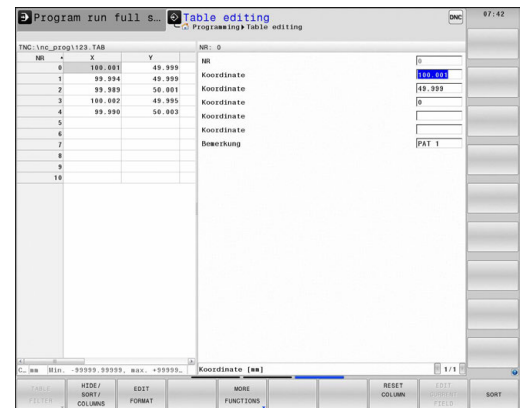 Program run full s... Table editing DNC 07:42
Programming▸Table editing
TNC:\nc_prog\123.TAB NR: 0
NR X Y
0 100.001 49.999
1 99.994 49.999
2 99.989 50.001
3 100.002 49.995
4 99.990 50.003
5
6
7
8
9
10
NR 0
Koordinate 100.001
Koordinate 49.999
Koordinate 0
Koordinate
Koordinate
Bemerkung PAT 1
C… mm Min. -99999.99999, max. +99999…
Koordinate [mm] 1/1
TABLE FILTER
HIDE/ SORT/ COLUMNS
EDIT FORMAT
MORE FUNCTIONS
RESET COLUMN
EDIT CURRENT FIELD
SORT